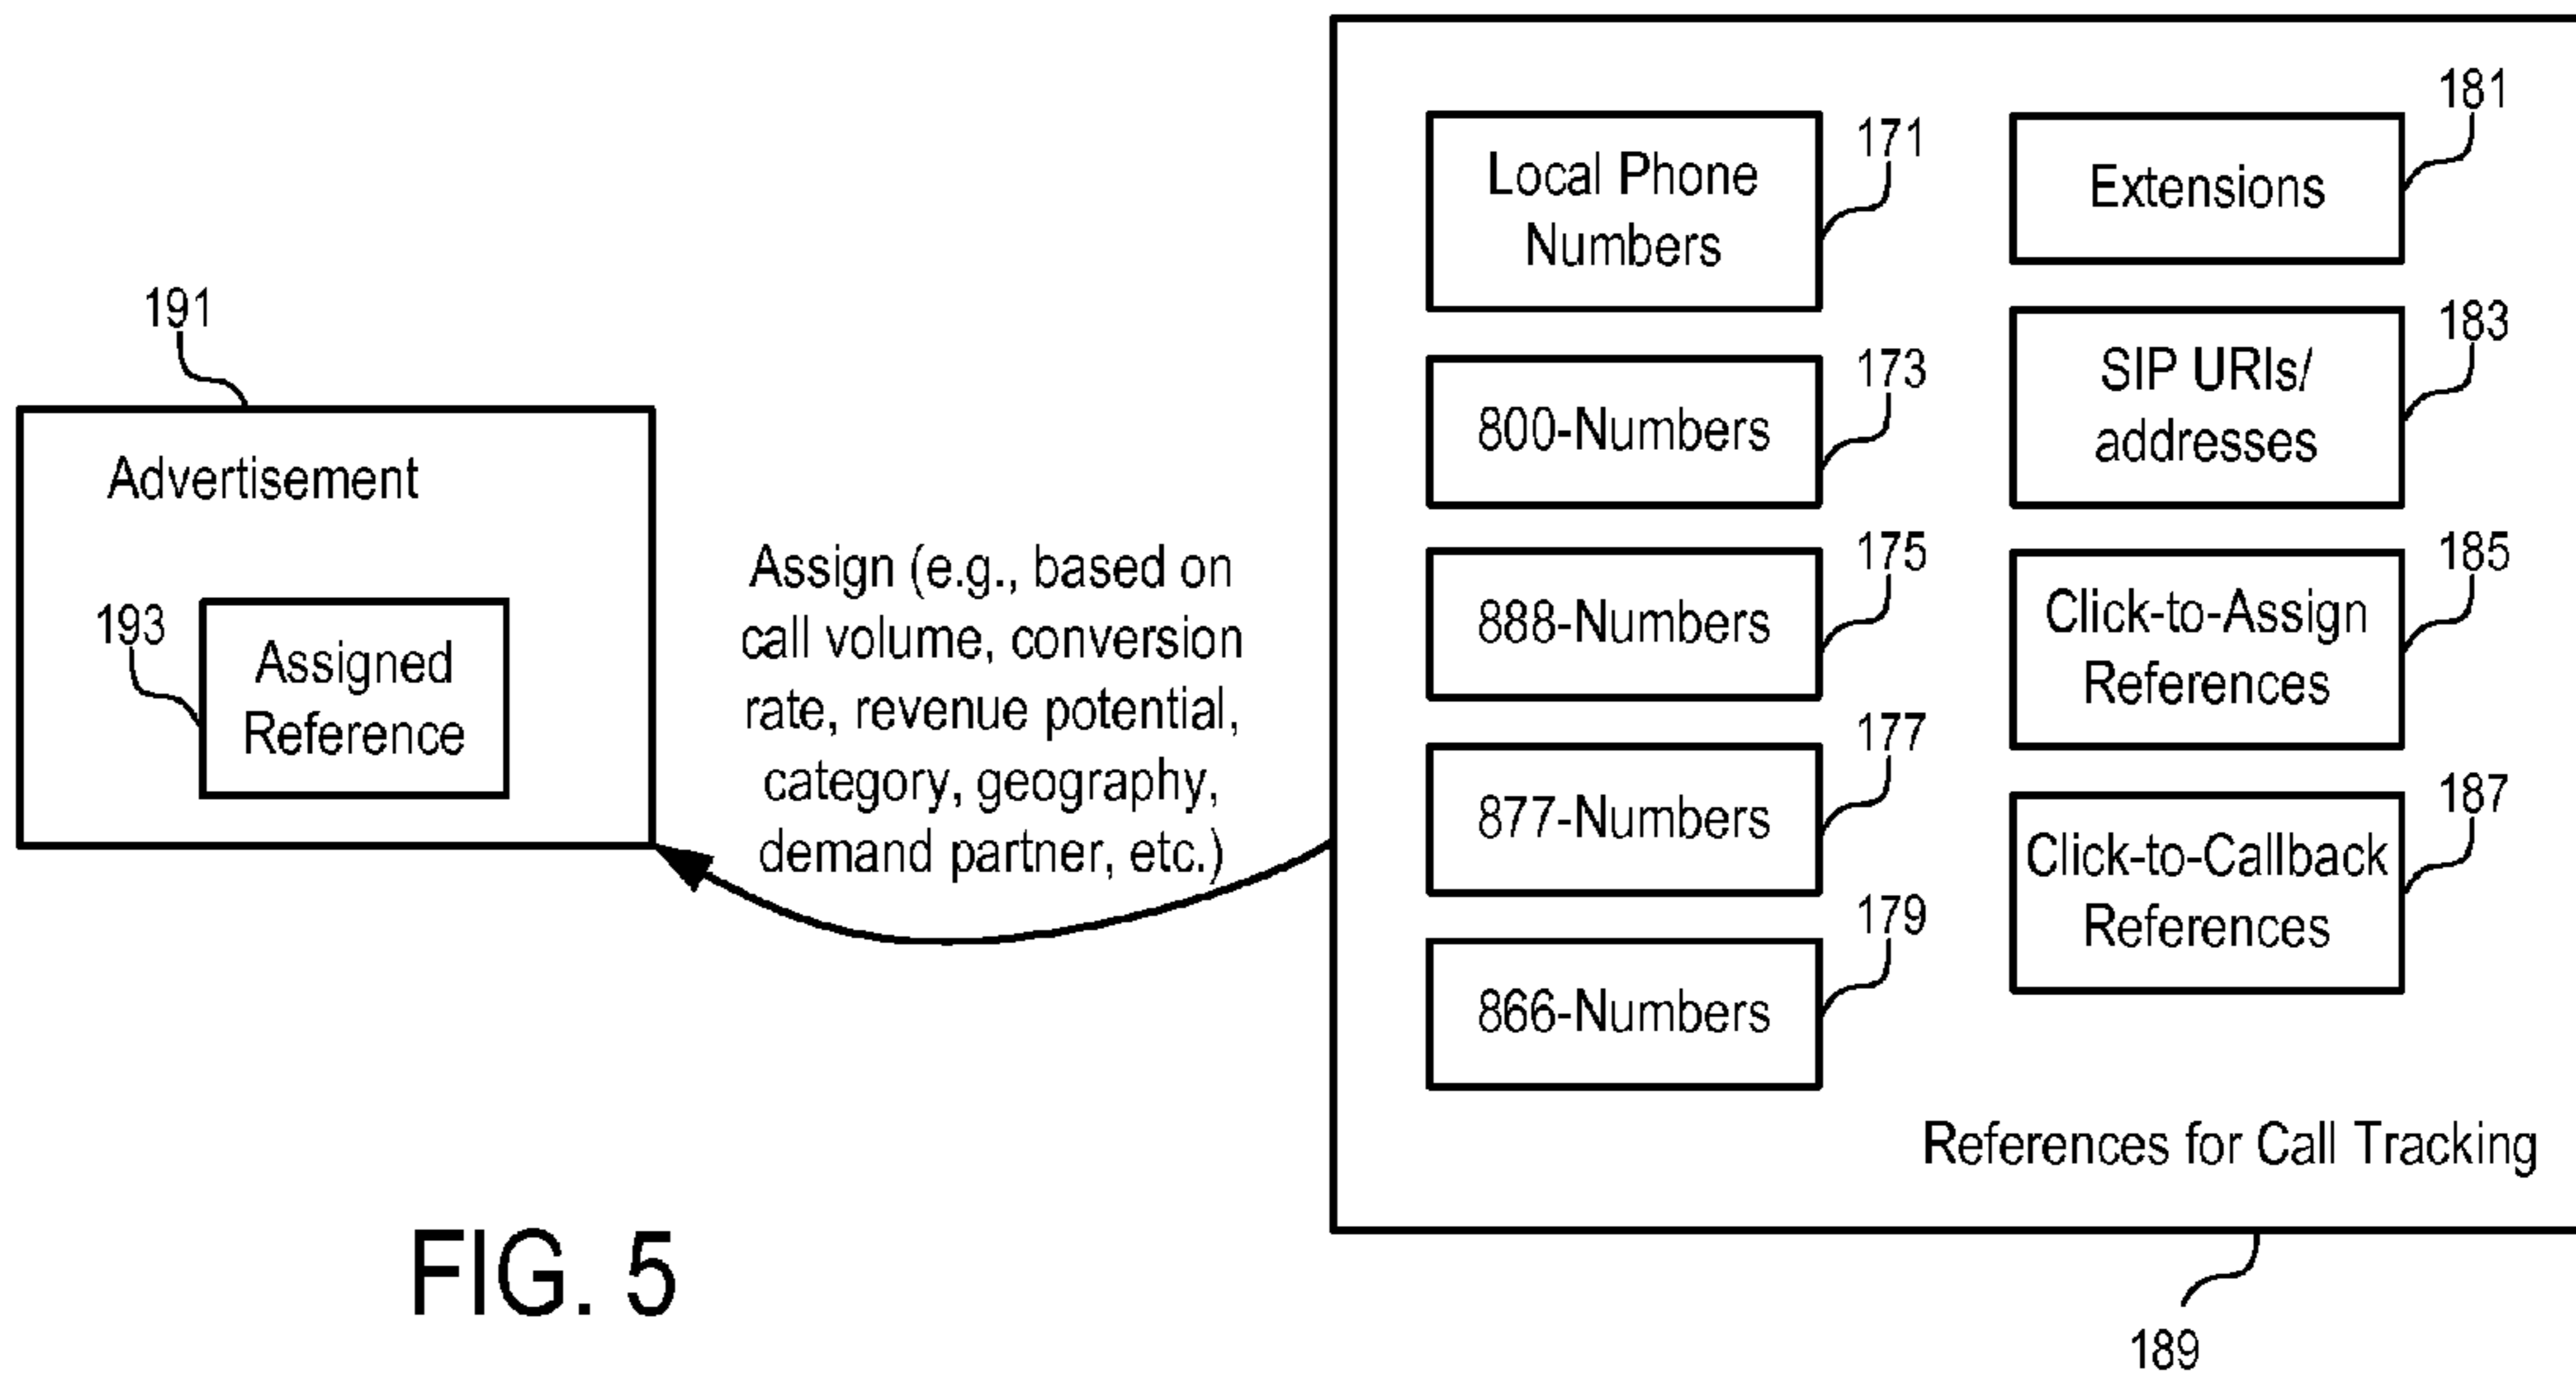 191
Advertisement
193
Assigned
Reference
Assign (e.g., based on
call volume, conversion
rate, revenue potential,
category, geography,
demand partner, etc.)
Local Phone
Numbers
171
800-Numbers
173
888-Numbers
175
877-Numbers
177
866-Numbers
179
Extensions
181
SIP URIs/
addresses
183
Click-to-Assign
References
185
Click-to-Callback
References
187
References for Call Tracking
189
FIG. 5